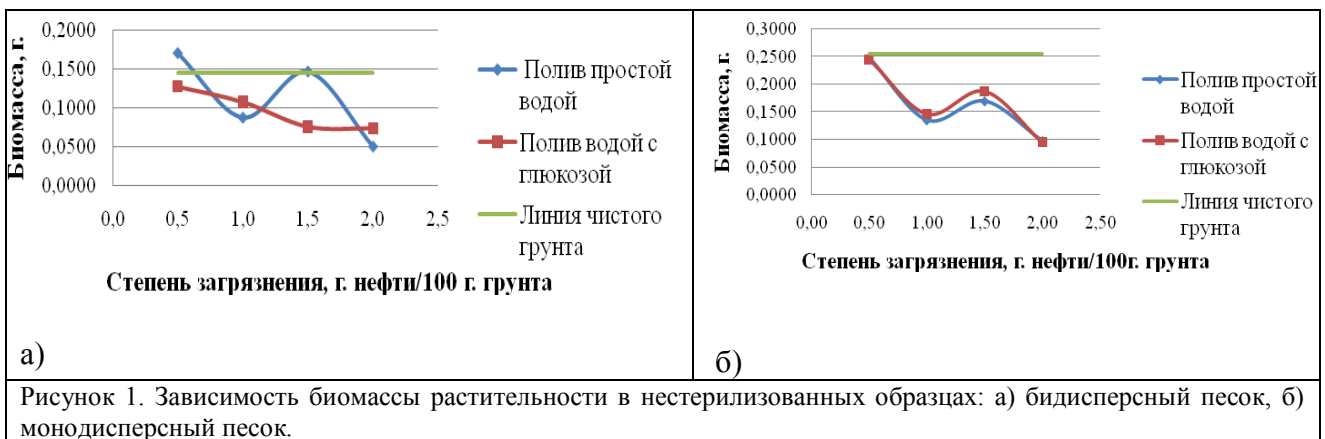 0,2000
0,1500
0,1000
0,0500
0,0000
Биомасса, г.
0,0 0,5 1,0 1,5 2,0 2,5
Степень загрязнения, г. нефти/100 г. грунта
Полив простой
водой
Полив водой с
глюкозой
Линия чистого
грунта
а)
0,3000
0,2500
0,2000
0,1500
0,1000
0,0500
0,0000
Биомасса, г.
0,00 0,50 1,00 1,50 2,00 2,50
Степень загрязнения, г. нефти/100г. грунта
Полив простой
водой
Полив водой с
глюкозой
Линия чистого
грунта
б)
Рисунок 1. Зависимость биомассы растительности в нестерилизованных образцах: а) бидисперсный песок, б)
монодисперсный песок.